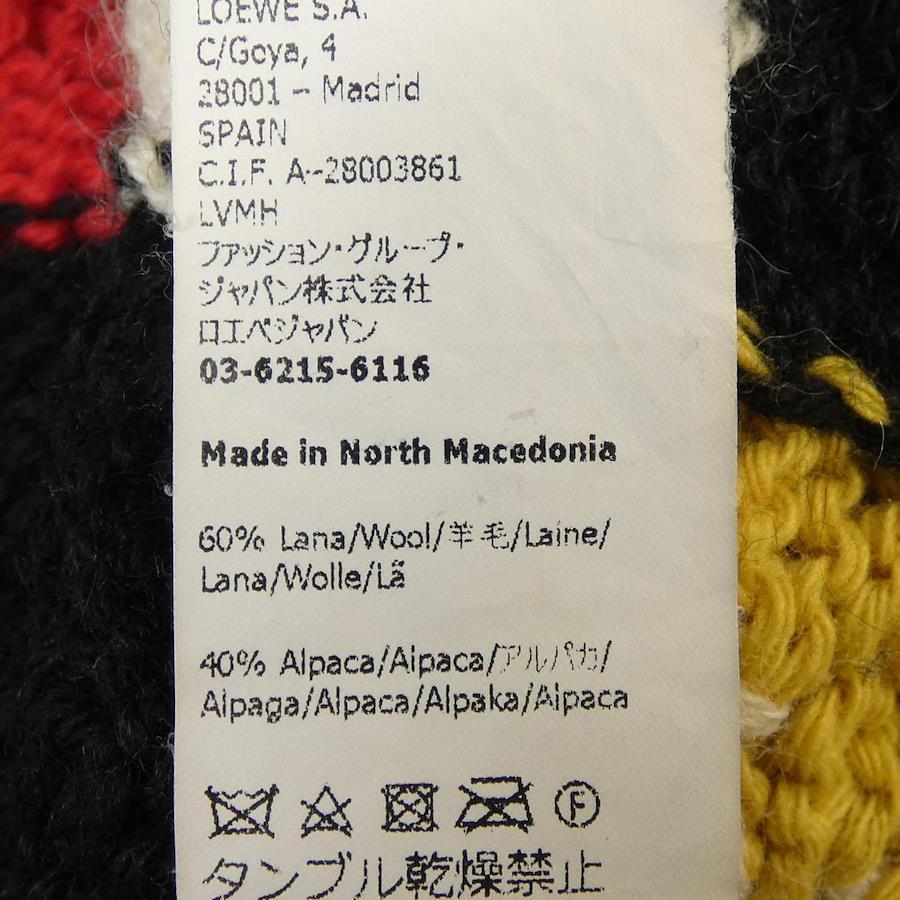 LOEWE S.A.
C/Goya, 4
28001 – Madrid
SPAIN
C.I.F. A-28003861
LVMH
ファッション・グループ・
ジャパン株式会社
ロエベジャパン
03-6215-6116
Made in North Macedonia
60% Lana/Wool/羊毛/Laine/
Lana/Wolle/Lã
40% Alpaca/Alpaca/アルパカ/
Alpaga/Alpaca/Alpaka/Alpaca
F
タンブル乾燥禁止